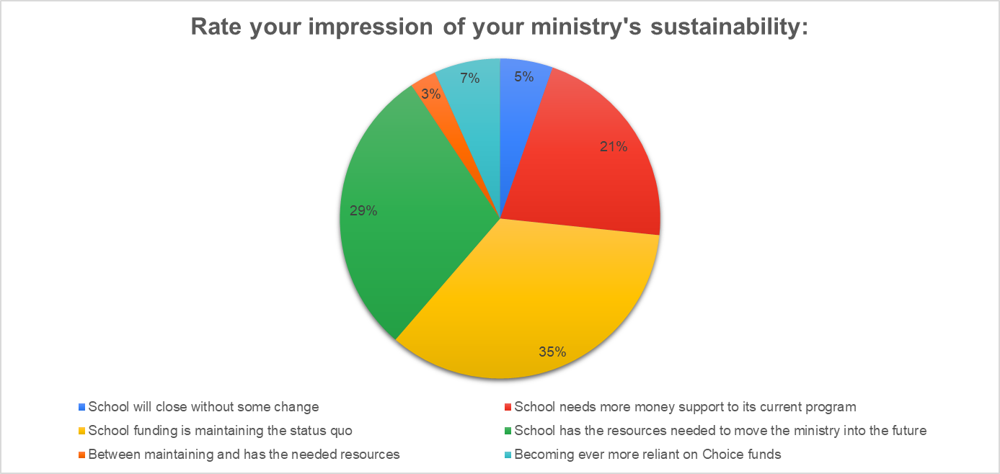 Rate your impression of your ministry's sustainability:
7%
5%
3%
21%
29%
35%
School will close without some change
School needs more money support to its current program
School funding is maintaining the status quo
School has the resources needed to move the ministry into the future
Between maintaining and has the needed resources
Becoming ever more reliant on Choice funds